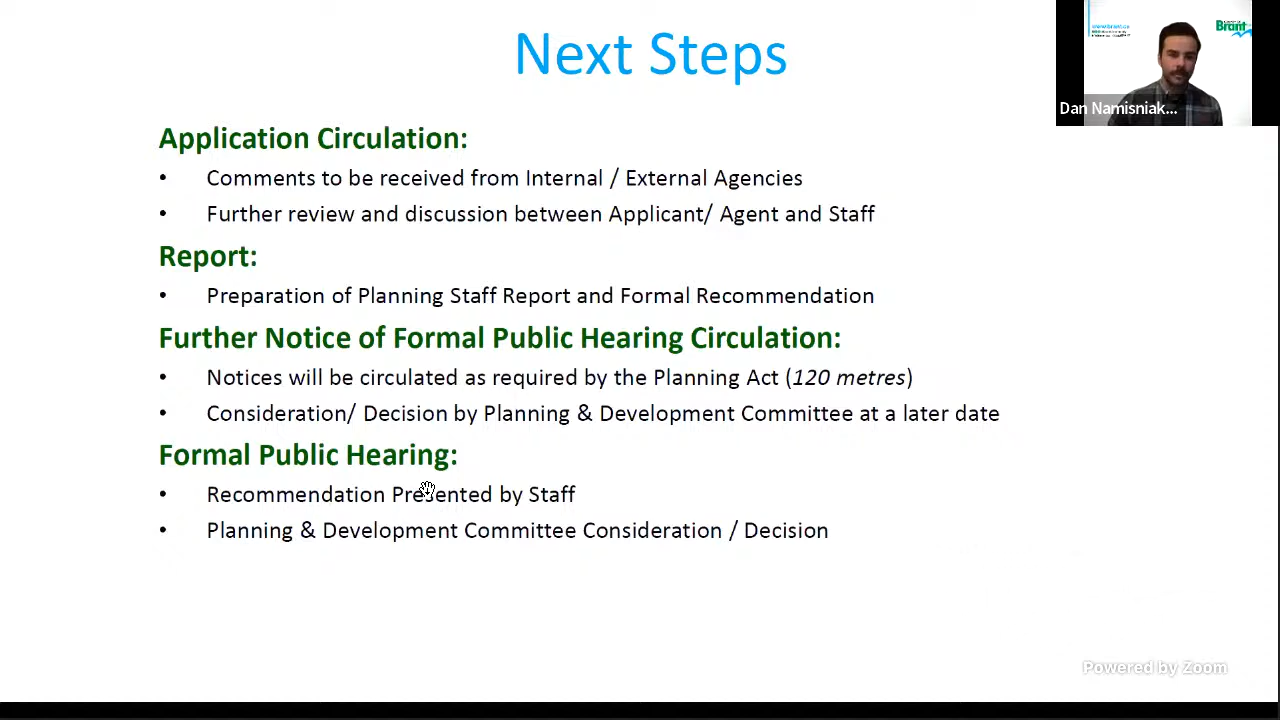 Next Steps
Brant
Dan Namisniak...
Application Circulation:
• Comments to be received from Internal / External Agencies
• Further review and discussion between Applicant/ Agent and Staff
Report:
• Preparation of Planning Staff Report and Formal Recommendation
Further Notice of Formal Public Hearing Circulation:
• Notices will be circulated as required by the Planning Act (120 metres)
• Consideration/ Decision by Planning & Development Committee at a later date
Formal Public Hearing:
• Recommendation Presented by Staff
• Planning & Development Committee Consideration / Decision
Powered by Zoom